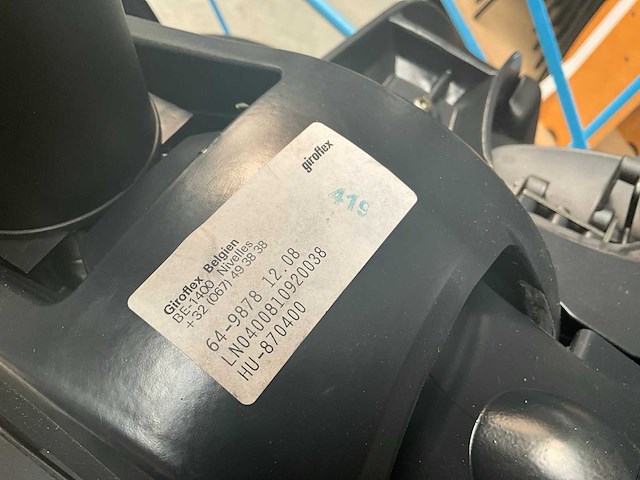 giroflex
419
Giroflex Belgien
BE-1400 Nivelles
+32 (067) 49 38 38
64-9878 12.08
LN0400810920038
HU-870400